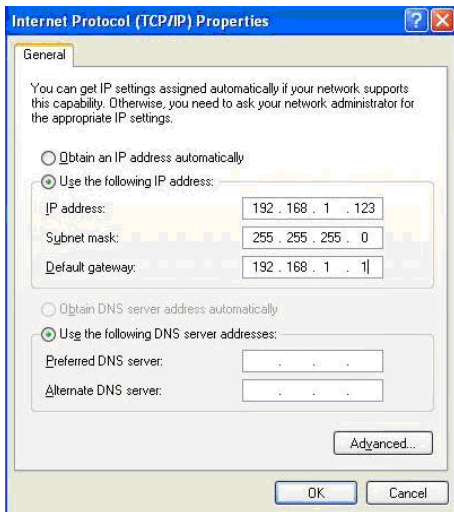 Internet Protocol (TCP/IP) Properties
General
You can get IP settings assigned automatically if your network supports
this capability. Otherwise, you need to ask your network administrator for
the appropriate IP settings.
Obtain an IP address automatically
Use the following IP address:
IP address: 192 . 168 . 1 . 123
Subnet mask: 255 . 255 . 255 . 0
Default gateway: 192 . 168 . 1 . 1
Obtain DNS server address automatically
Use the following DNS server addresses:
Preferred DNS server: . . .
Alternate DNS server: . . .
Advanced...
OK Cancel